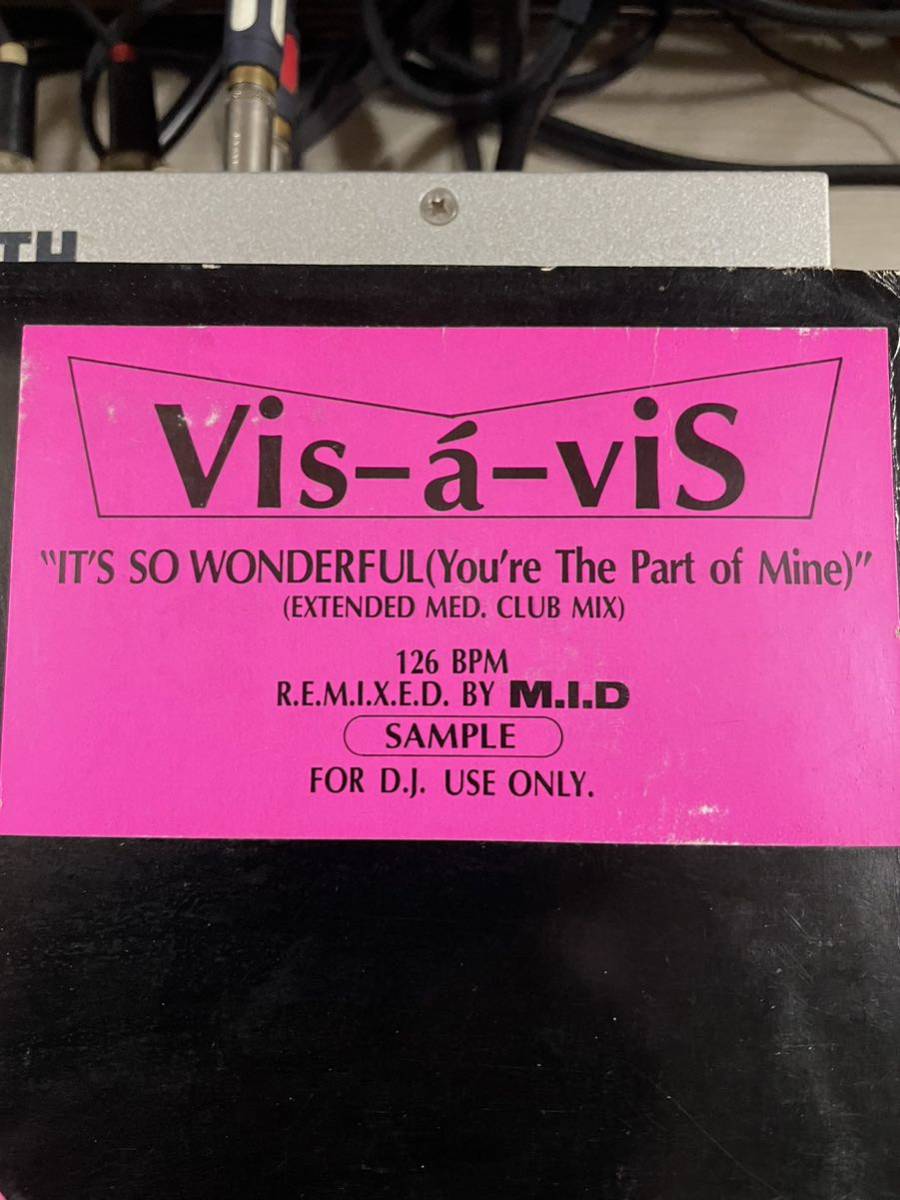 TH
Vis-á-viS
"IT'S SO WONDERFUL(You're The Part of Mine)"
(EXTENDED MED. CLUB MIX)
126 BPM
R.E.M.I.X.E.D. BY M.I.D
SAMPLE
FOR D.J. USE ONLY.